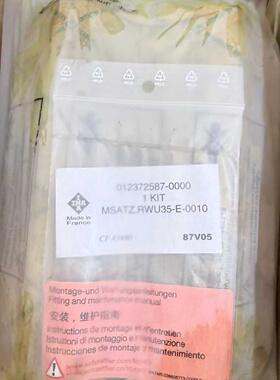 012372587-0000
1 KIT
MSATZ.RWU35-E-0010
INA
Made in
France
87V05
Montage-und Wartungsanleitungen
Fitting and maintenance manual
安装，维护指南
Instructions de montage et d'entretien
Istruzioni di montaggio e manutenzione
Instrucciones de montaje y mantenimiento